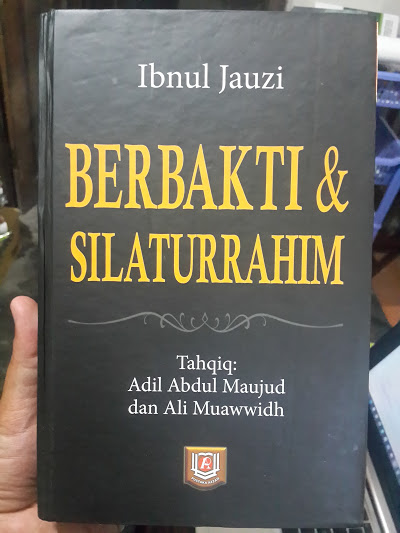 Ibnul Jauzi
BERBAKTI &
SILATURRAHIM
Tahqiq:
Adil Abdul Maujud
dan Ali Muawwidh